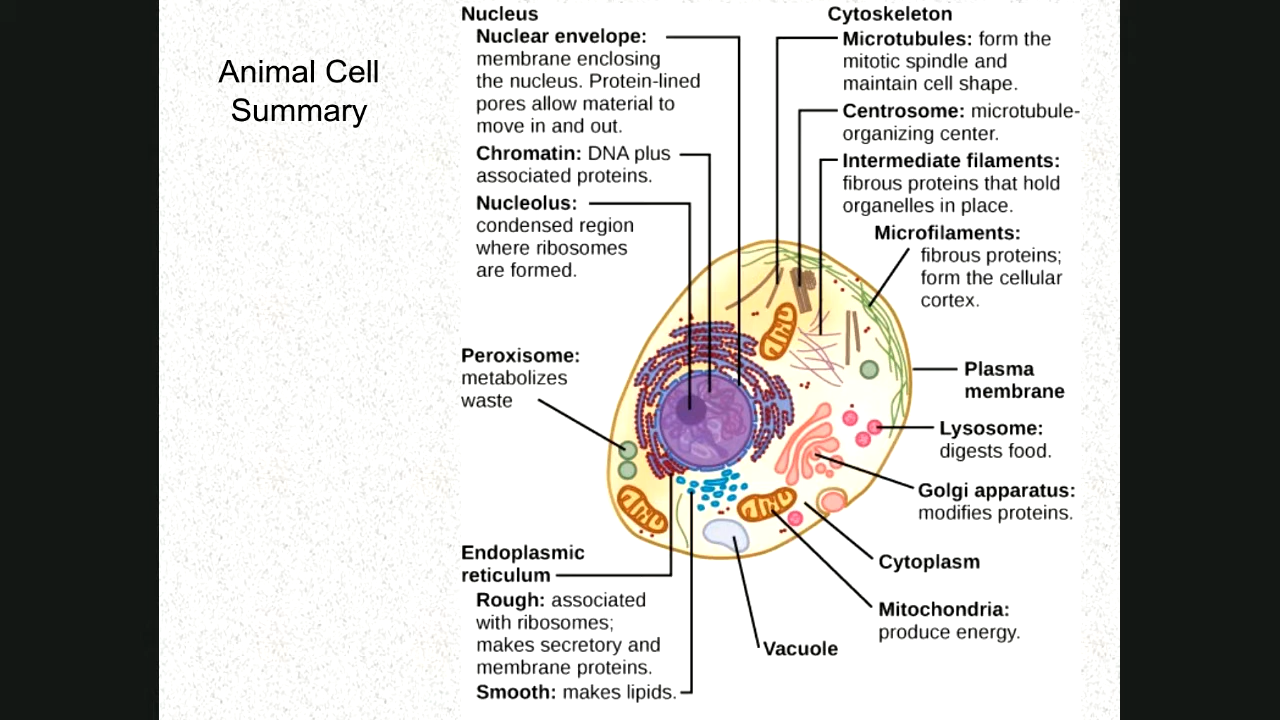 Animal Cell
Summary
Nucleus
Nuclear envelope:
membrane enclosing
the nucleus. Protein-lined
pores allow material to
move in and out.
Chromatin: DNA plus
associated proteins.
Nucleolus:
condensed region
where ribosomes
are formed.
Peroxisome:
metabolizes
waste
Endoplasmic
reticulum
Rough: associated
with ribosomes;
makes secretory and
membrane proteins.
Smooth: makes lipids.
Cytoskeleton
Microtubules: form the
mitotic spindle and
maintain cell shape.
Centrosome: microtubule-
organizing center.
Intermediate filaments:
fibrous proteins that hold
organelles in place.
Microfilaments:
fibrous proteins;
form the cellular
cortex.
Plasma
membrane
Lysosome:
digests food.
Golgi apparatus:
modifies proteins.
Cytoplasm
Mitochondria:
produce energy.
Vacuole